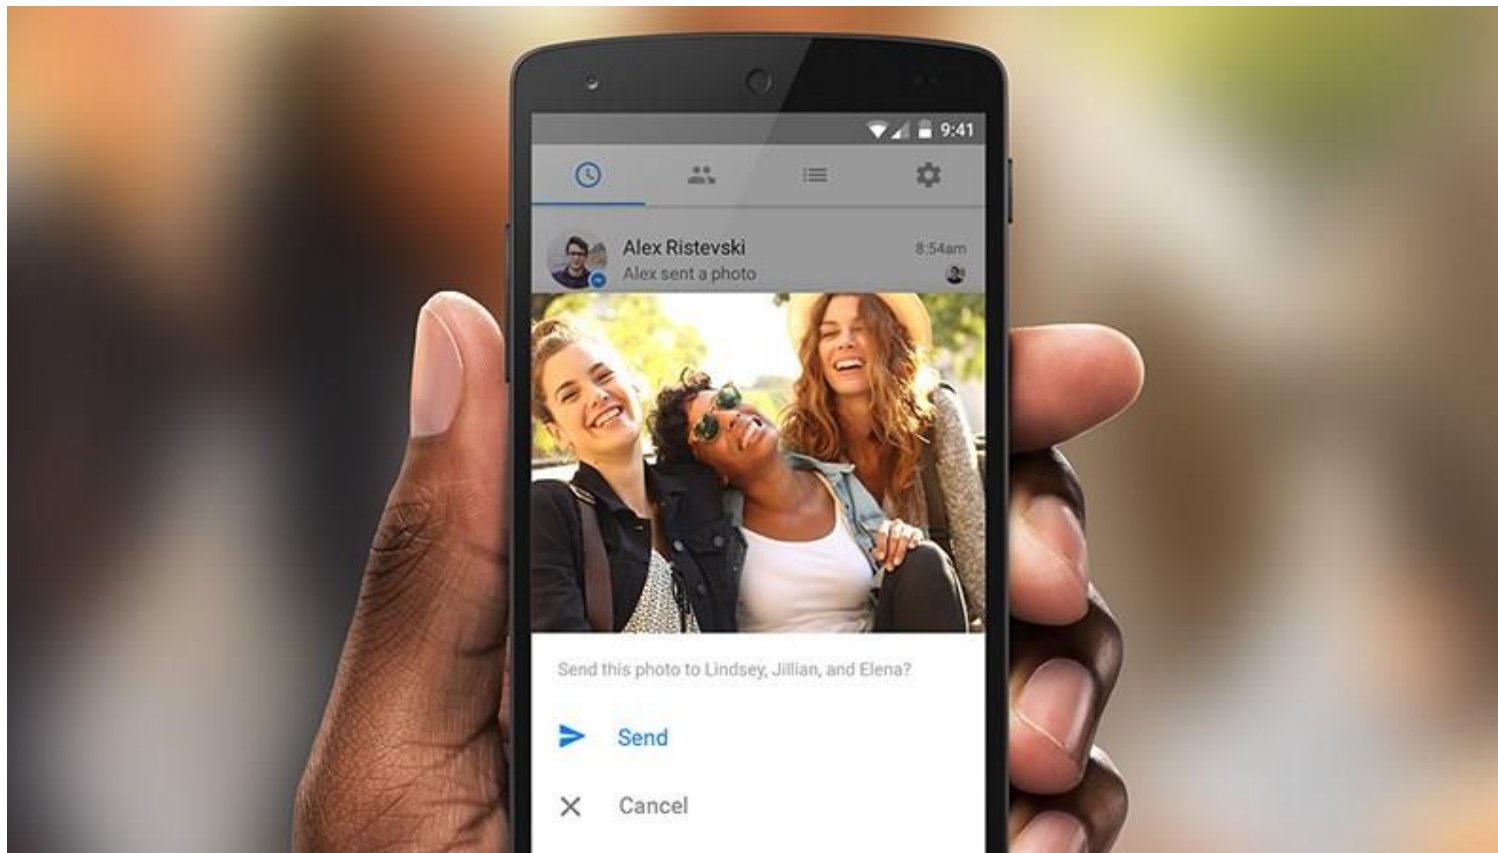 9:41
Alex Ristevski
8:54am
Alex sent a photo
Send this photo to Lindsey, Jillian, and Elena?
Send
Cancel